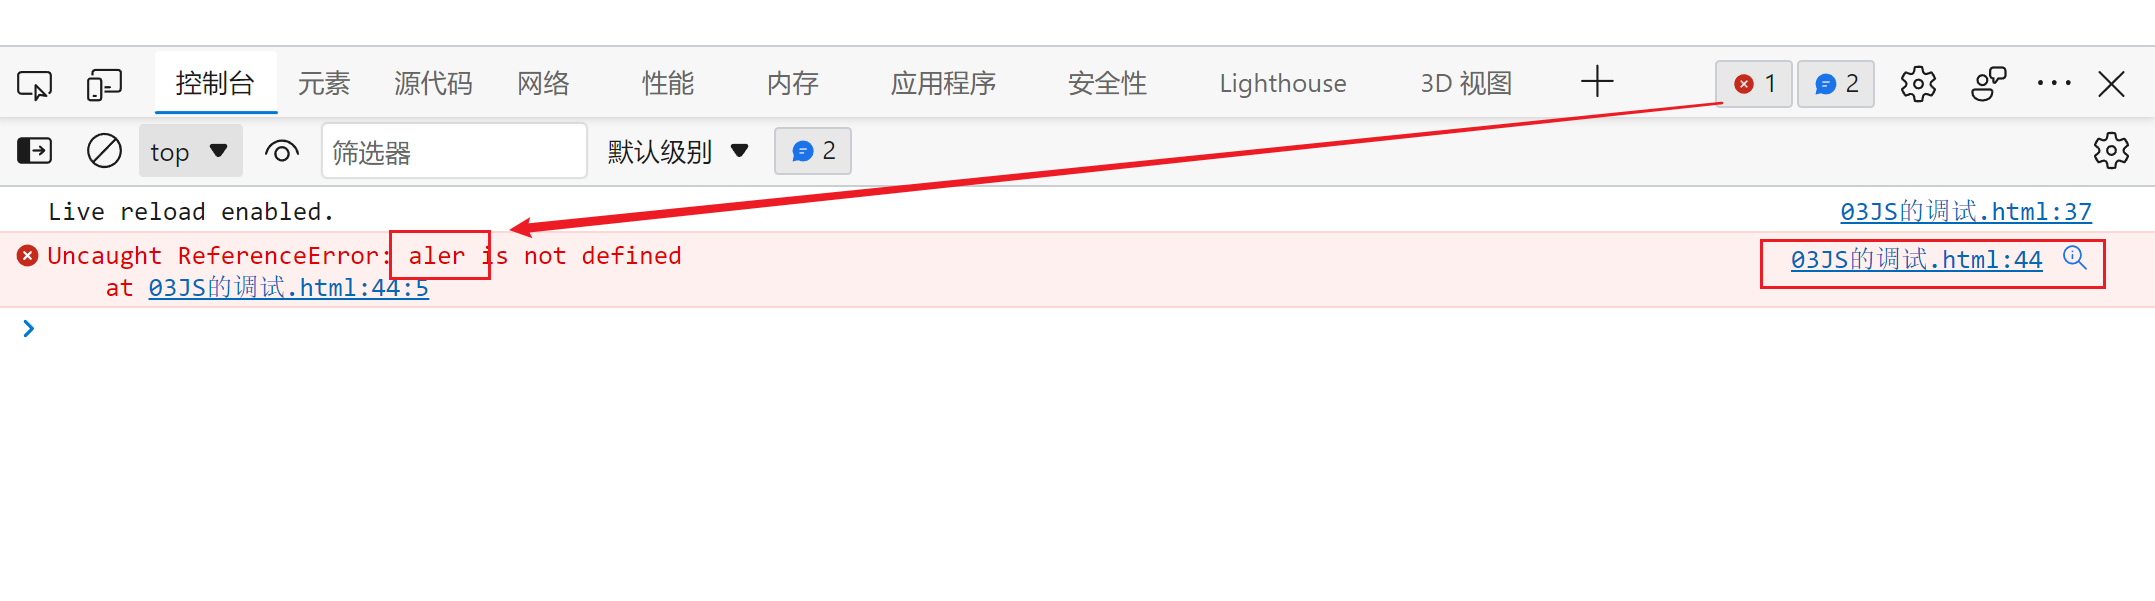 控制台 元素 源代码 网络 性能 内存 应用程序 安全性 Lighthouse 3D 视图 1 2
top 筛选器 默认级别 2
Live reload enabled. 03JS的调试.html:37
Uncaught ReferenceError: aler is not defined 03JS的调试.html:44
at 03JS的调试.html:44:5